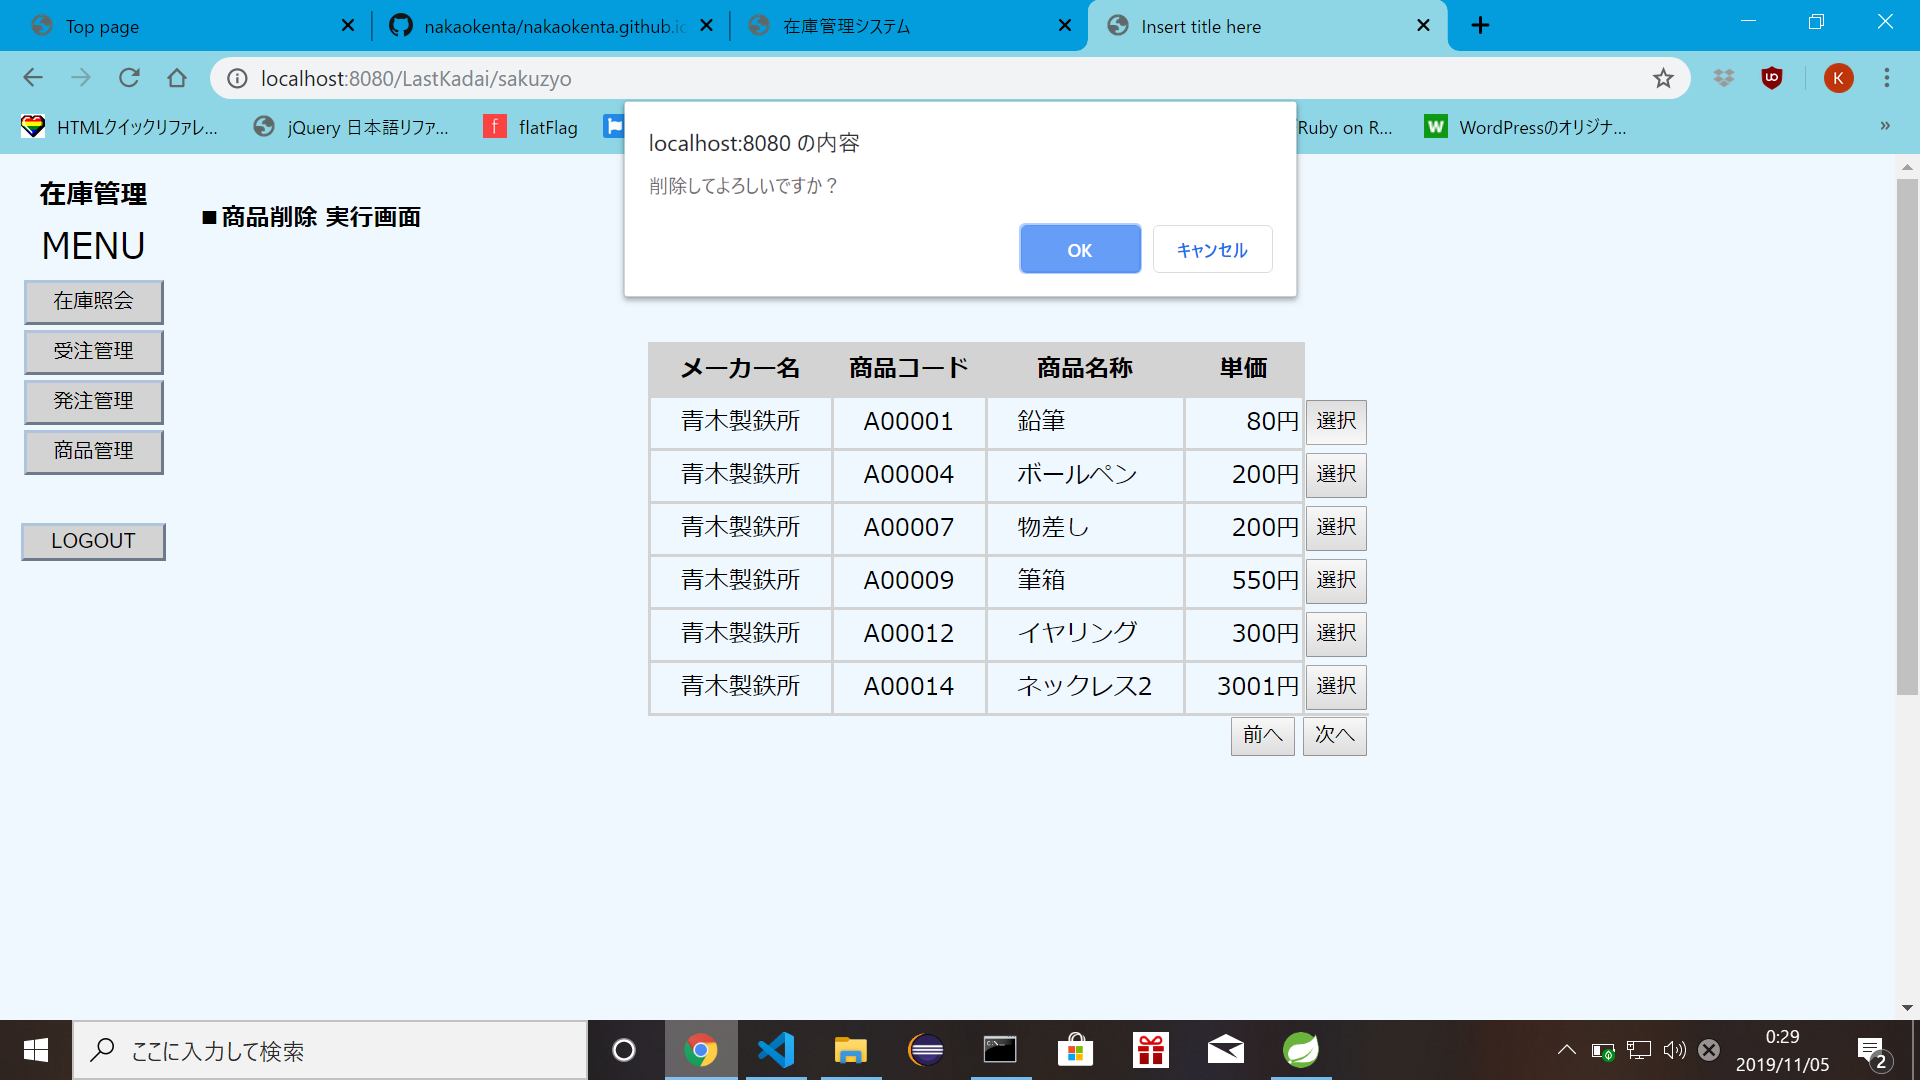 Top page
nakaokenta/nakaokenta.github.ic
在庫管理システム
Insert title here
localhost:8080/LastKadai/sakuzyo
K
HTMLクイックリファレ...
jQuery 日本語リファ...
f flatFlag
Ruby on R...
W WordPressのオリジナ...
»
localhost:8080 の内容
削除してよろしいですか？
OK
キャンセル
在庫管理
MENU
在庫照会
受注管理
発注管理
商品管理
LOGOUT
■商品削除 実行画面
メーカー名 商品コード 商品名称 単価
青木製鉄所 A00001 鉛筆 80円 選択
青木製鉄所 A00004 ボールペン 200円 選択
青木製鉄所 A00007 物差し 200円 選択
青木製鉄所 A00009 筆箱 550円 選択
青木製鉄所 A00012 イヤリング 300円 選択
青木製鉄所 A00014 ネックレス2 3001円 選択
前へ 次へ
ここに入力して検索
0:29
2019/11/05
2